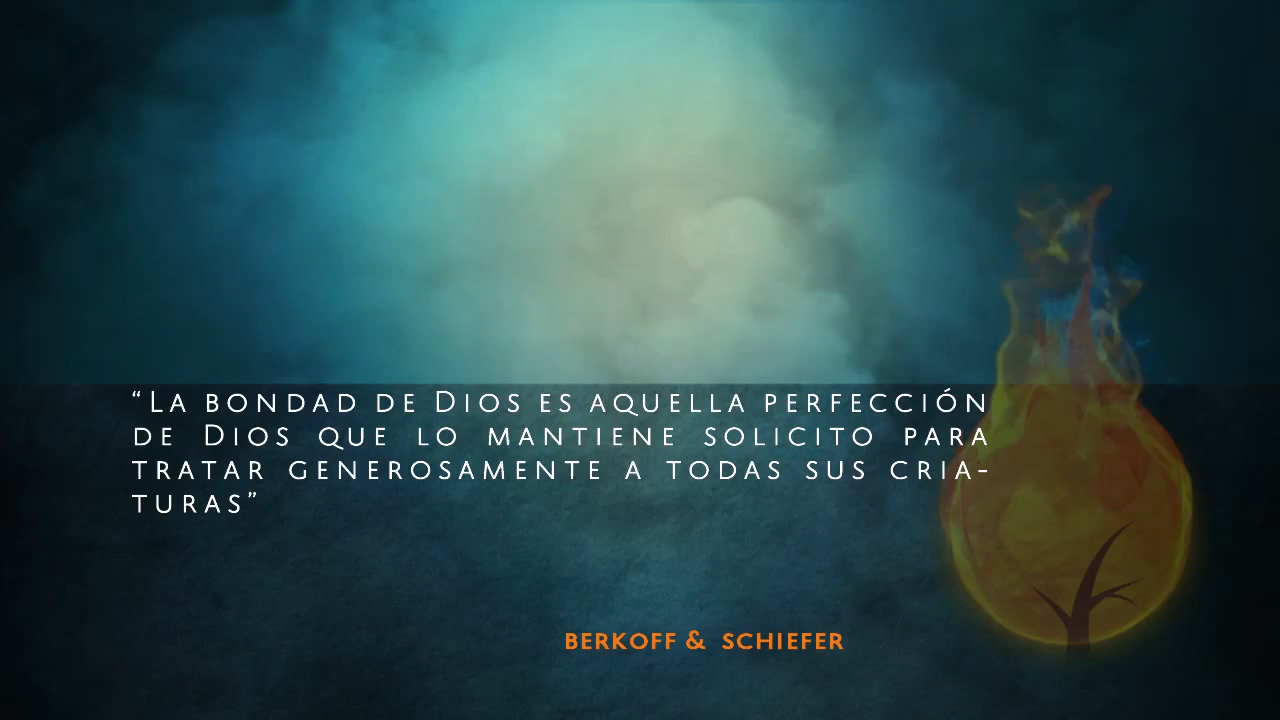 “La bondad de Dios es aquella perfección
de Dios que lo mantiene solicito para
tratar generosamente a todas sus cria-
turas”
BERKOFF & SCHIEFER